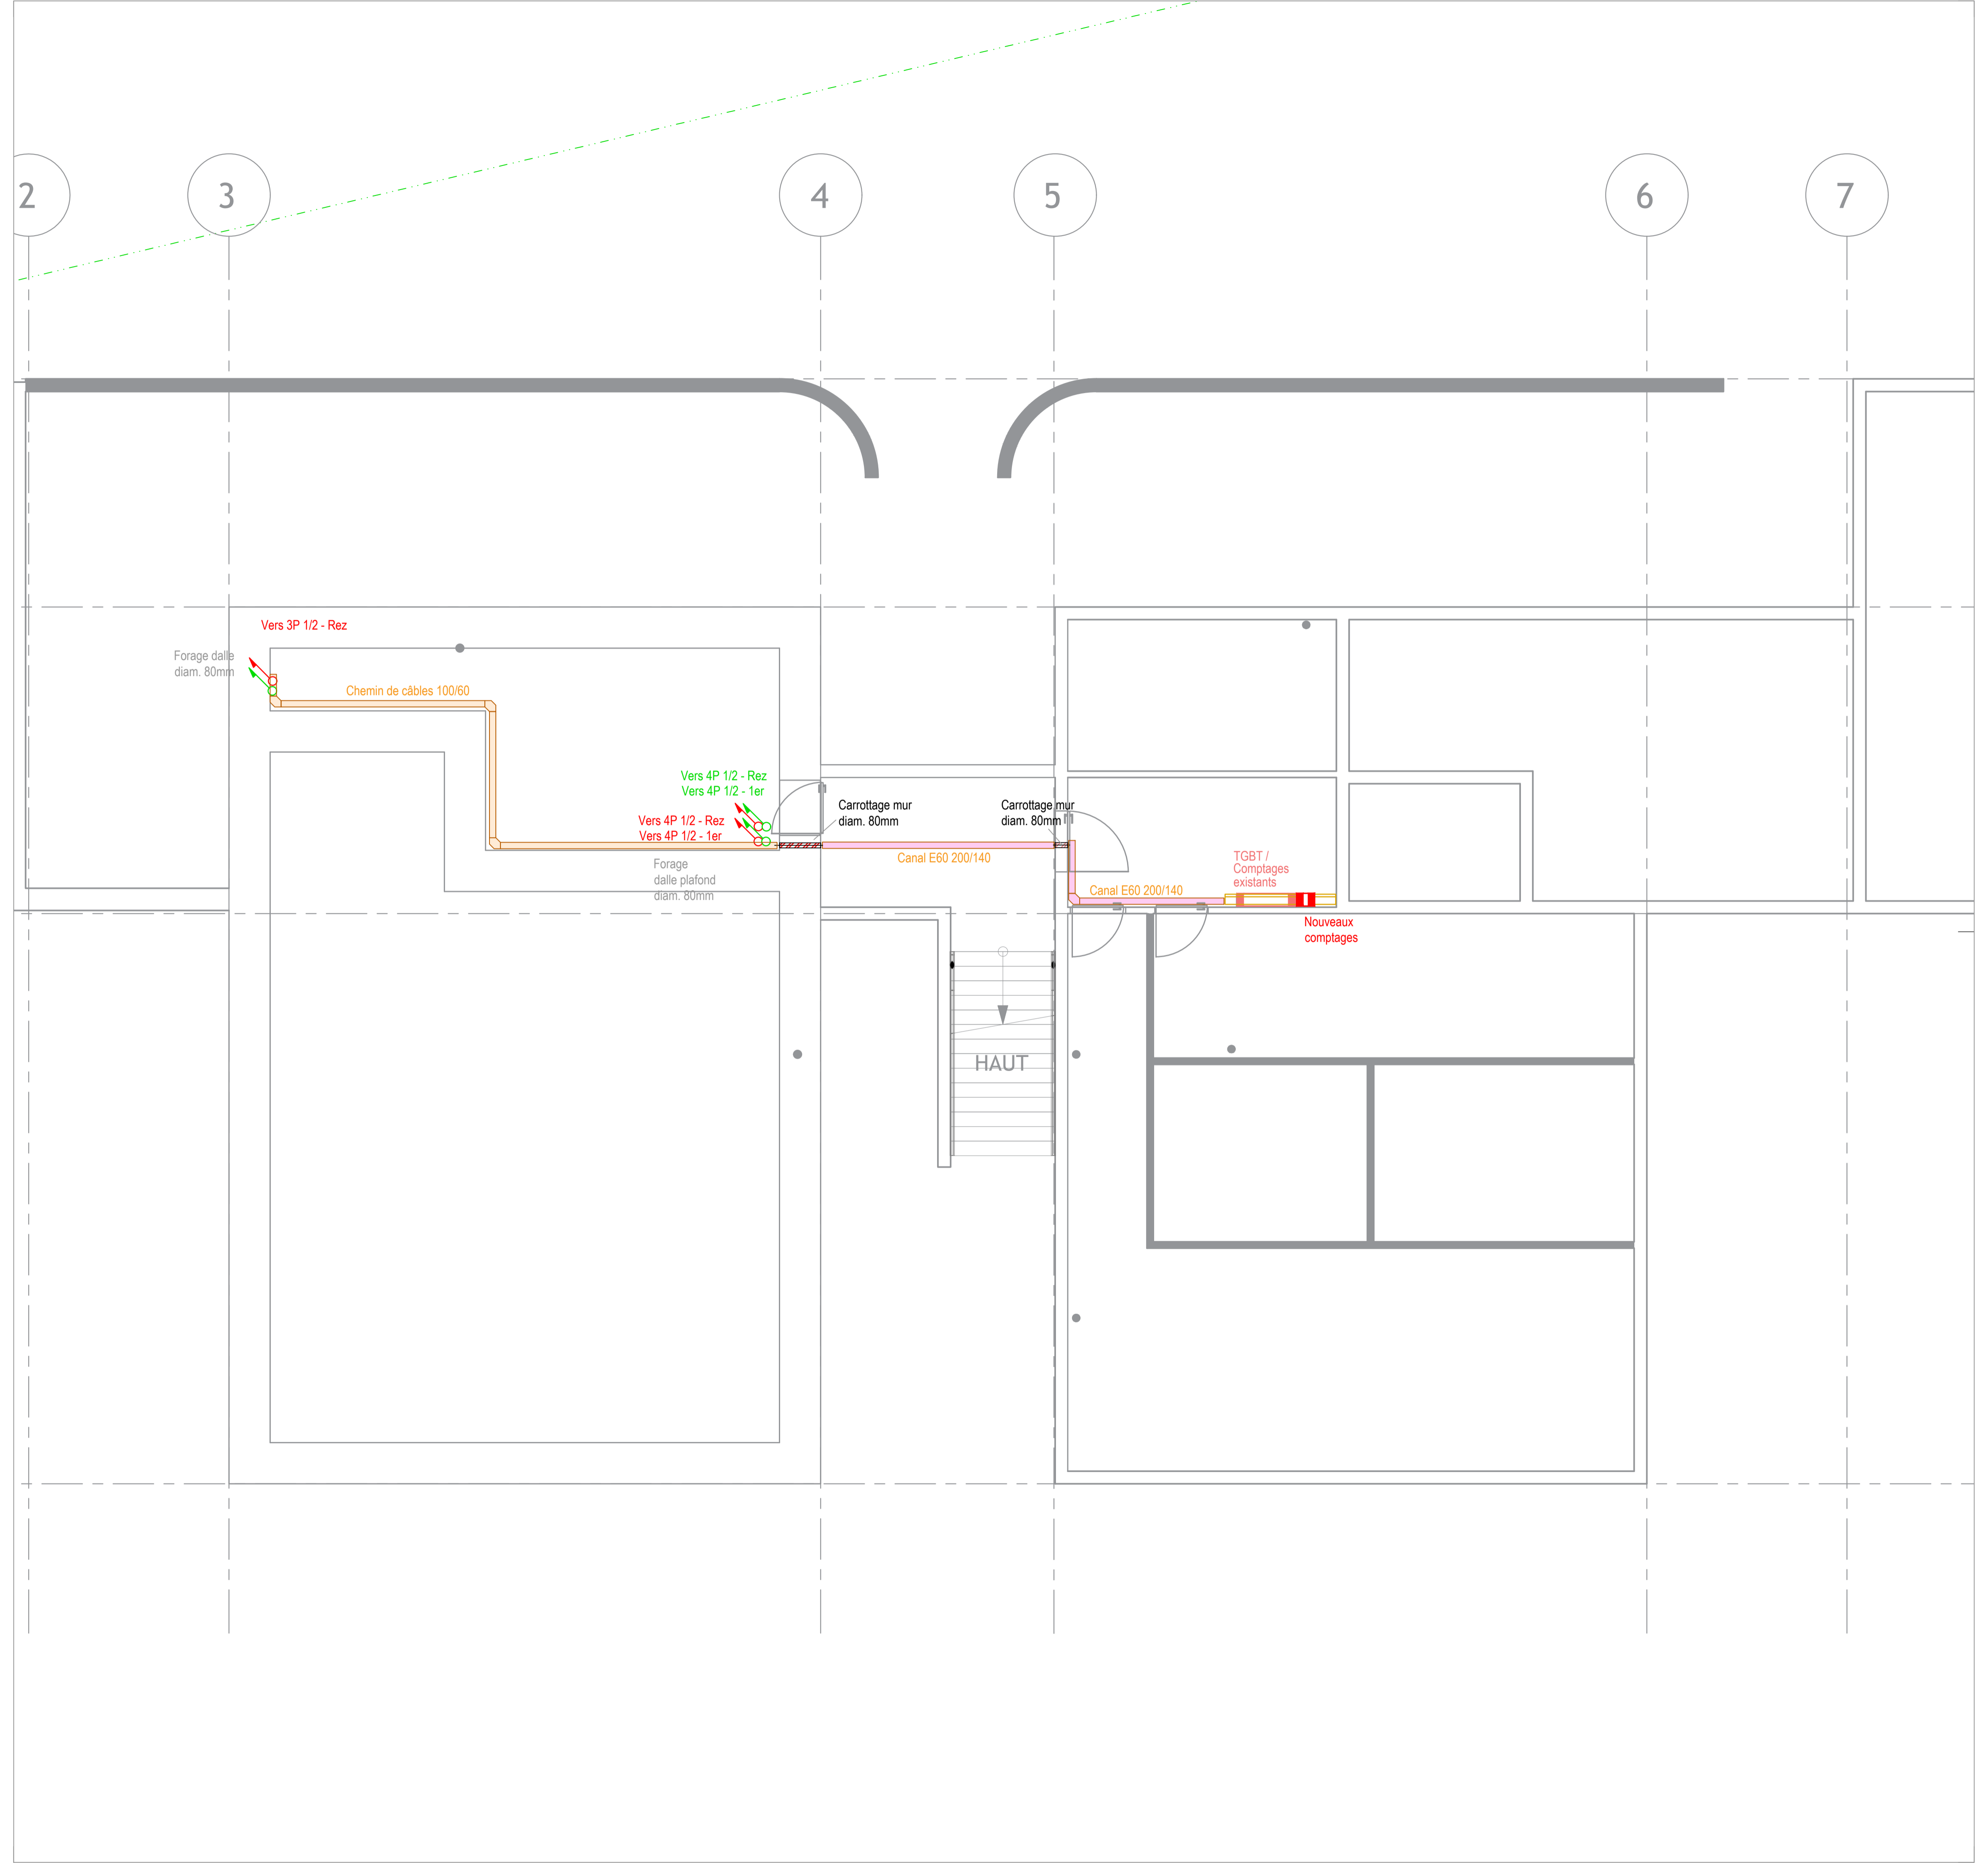 2
3
4
5
6
7
Vers 3P 1/2 - Rez
Forage dalle
diam. 80mm
Chemin de câbles 100/60
Vers 4P 1/2 - Rez
Vers 4P 1/2 - 1er
Vers 4P 1/2 - Rez
Vers 4P 1/2 - 1er
Forage
dalle plafond
diam. 80mm
Carrottage mur
diam. 80mm
Canal E60 200/140
Carrottage mur
diam. 80mm
Canal E60 200/140
TGBT /
Comptages
existants
Nouveaux
comptages
HAUT